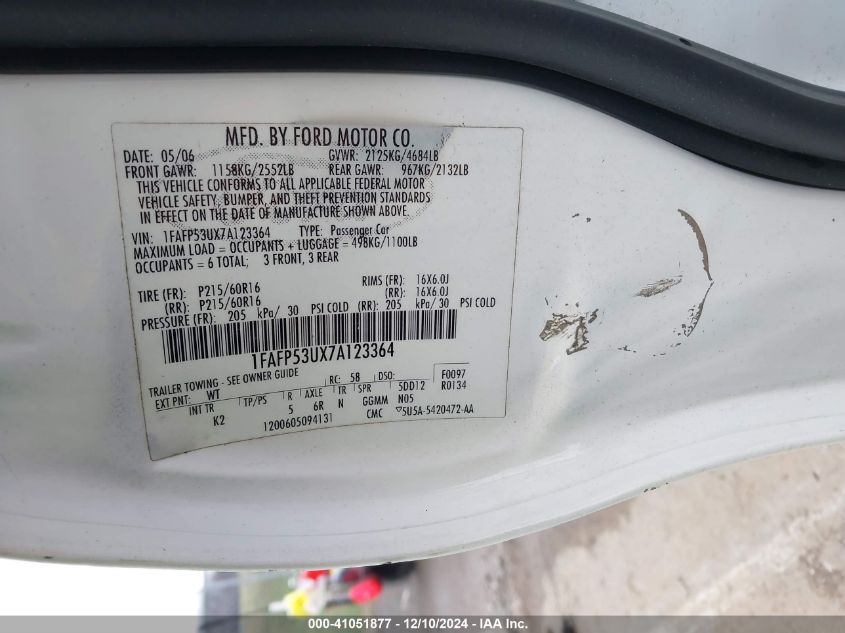 MFD. BY FORD MOTOR CO.
DATE: 05/06 GVWR: 2125KG/4684LB
FRONT GAWR: 1158KG/2552LB REAR GAWR: 967KG/2132LB
THIS VEHICLE CONFORMS TO ALL APPLICABLE FEDERAL MOTOR
VEHICLE SAFETY, BUMPER, AND THEFT PREVENTION STANDARDS
IN EFFECT ON THE DATE OF MANUFACTURE SHOWN ABOVE.
VIN: 1FAFP53UX7A123364 TYPE: Passenger Car
MAXIMUM LOAD = OCCUPANTS + LUGGAGE = 498KG/1100LB
OCCUPANTS = 6 TOTAL; 3 FRONT, 3 REAR
TIRE (FR): P215/60R16 RIMS (FR): 16X6.0J
(RR): P215/60R16 (RR): 16X6.0J
PRESSURE (FR): 205 kPa/ 30 PSI COLD (RR): 205 kPa/ 30 PSI COLD
1FAFP53UX7A123364
TRAILER TOWING - SEE OWNER GUIDE RC: 58 DSO: F0097
EXT PNT: WT R0134
INT TR TP/PS R AXLE TR SPR 5DD12
K2 5 6R N GGMM N05
1200605094131 CMC ▽5U5A-5420472-AA
000-41051877 - 12/10/2024 - IAA Inc.